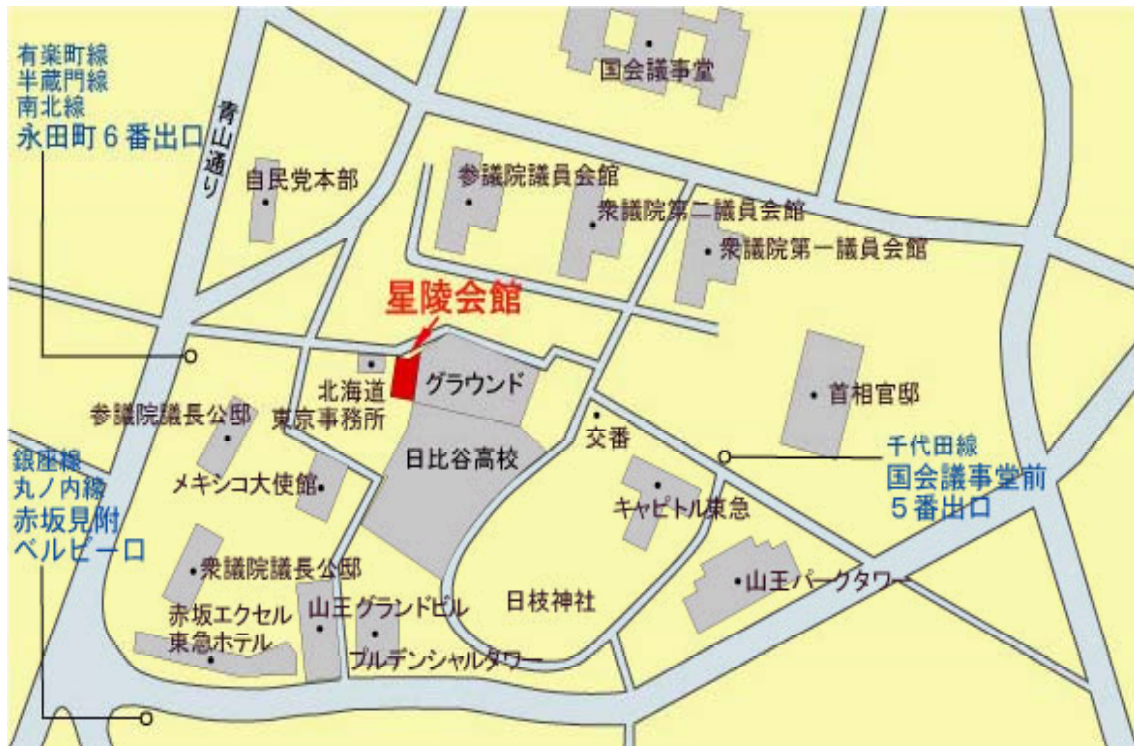 国会議事堂
有楽町線
半蔵門線
南北線
永田町6番出口
青山通り
自民党本部
参議院議員会館
衆議院第二議員会館
衆議院第一議員会館
星陵会館
北海道
東京事務所
グラウンド
首相官邸
参議院議長公邸
交番
日比谷高校
千代田線
国会議事堂前
5番出口
銀座線
丸ノ内線
赤坂見附
ベルビー口
メキシコ大使館
キャピトル東急
衆議院議長公邸
山王パークタワー
日枝神社
赤坂エクセル
東急ホテル
山王グランドビル
プルデンシャルタワー